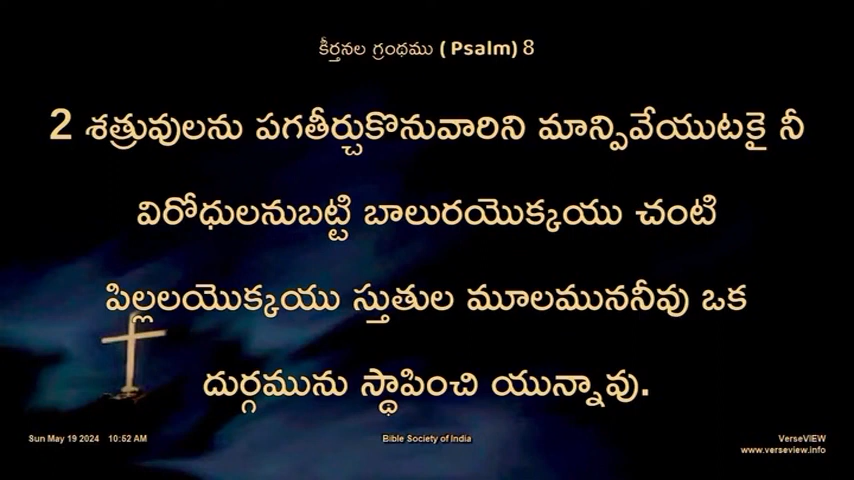 కీర్తనల గ్రంథము ( Psalm) 8
2 శత్రువులను పగతీర్చుకొనువారిని మాన్పివేయుటకై నీ
విరోధులనుబట్టి బాలురయొక్కయు చంటి
పిల్లలయొక్కయు స్తుతుల మూలముననీవు ఒక
దుర్గమును స్థాపించి యున్నావు.
Sun May 19 2024 10:52 AM
Bible Society of India
VerseVIEW
www.verseview.info